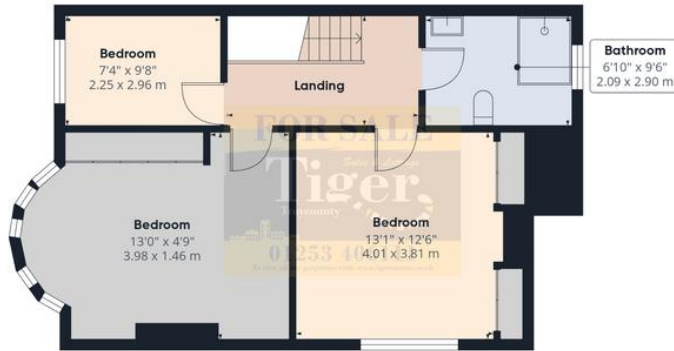 Bedroom
7'4" x 9'8"
2.25 x 2.96 m
Landing
Bathroom
6'10" x 9'6"
2.09 x 2.90 m
FOR SALE
Tiger
Bedroom
13'0" x 4'9"
3.98 x 1.46 m
Bedroom
13'1" x 12'6"
4.01 x 3.81 m
01253